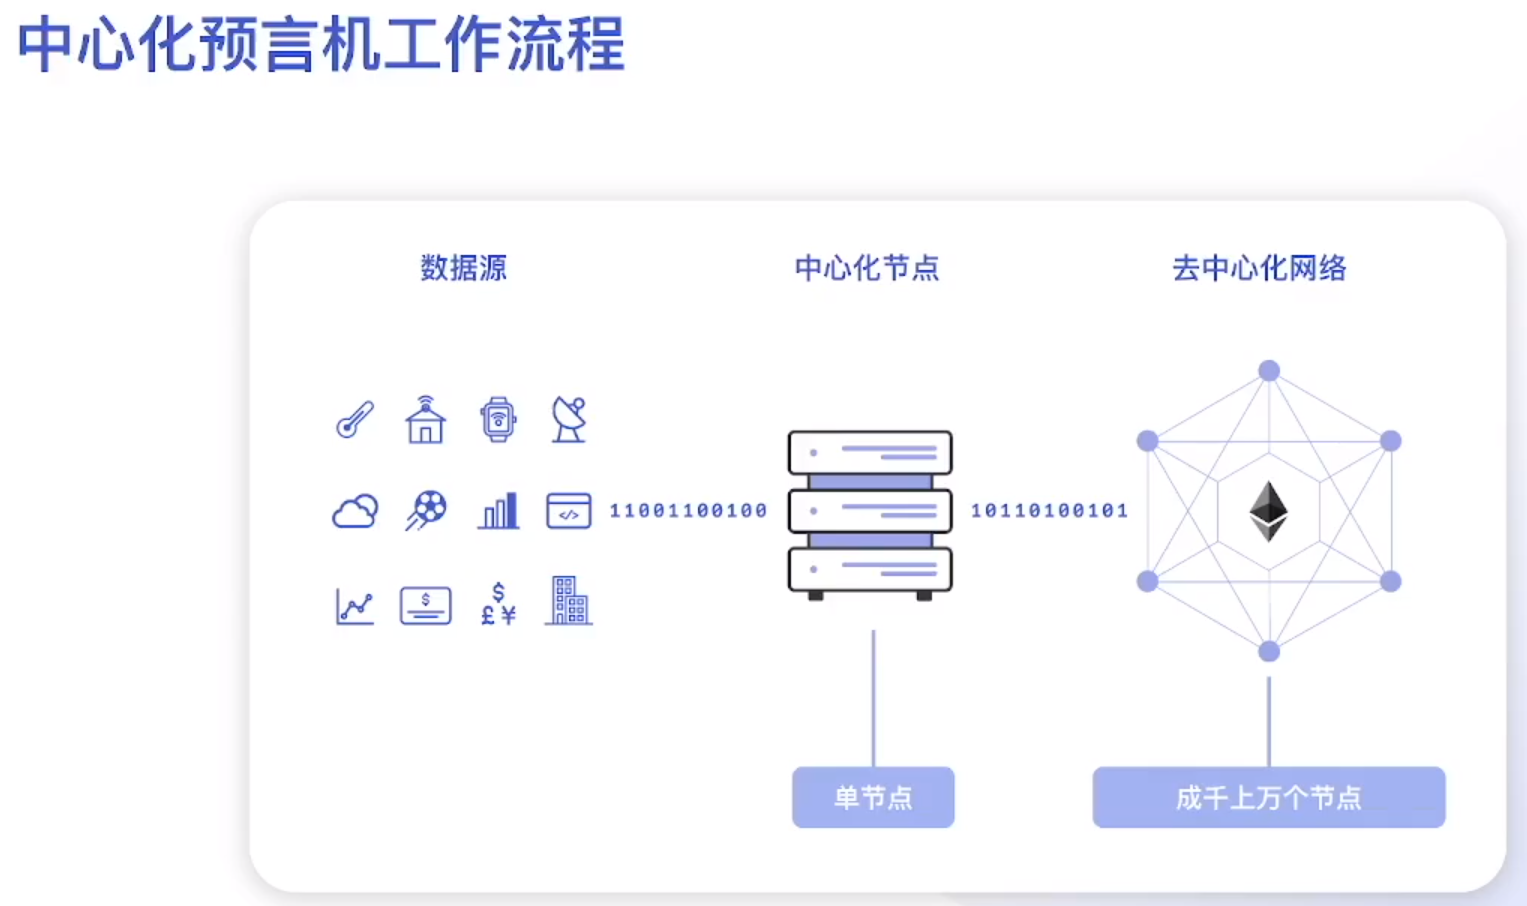 中心化预言机工作流程
数据源
中心化节点
去中心化网络
11001100100
10110100101
$
$
£ ¥
</>
单节点
成千上万个节点